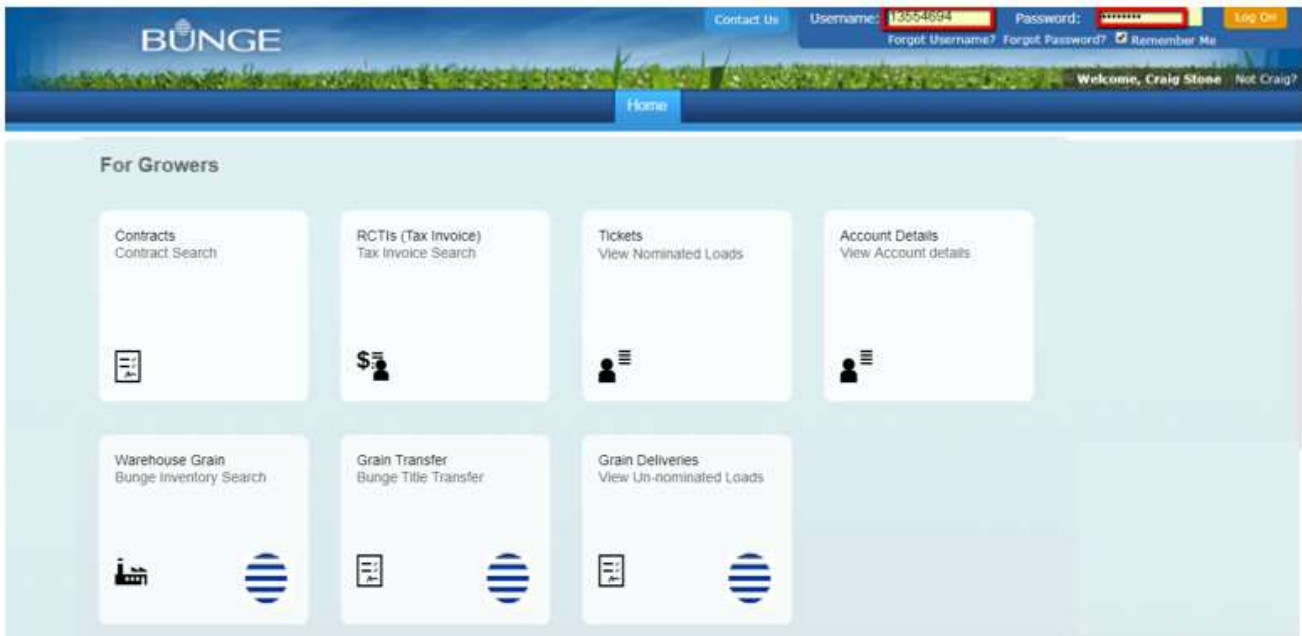 BUNGE
Contact Us
Username: 13554694 Password: ••••••••• Log On
Forgot Username? Forgot Password? Remember Me
Welcome, Craig Stone Not Craig?
Home
For Growers
Contracts
Contract Search
RCTIs (Tax Invoice)
Tax Invoice Search
Tickets
View Nominated Loads
Account Details
View Account details
Warehouse Grain
Bunge Inventory Search
Grain Transfer
Bunge Title Transfer
Grain Deliveries
View Un-nominated Loads